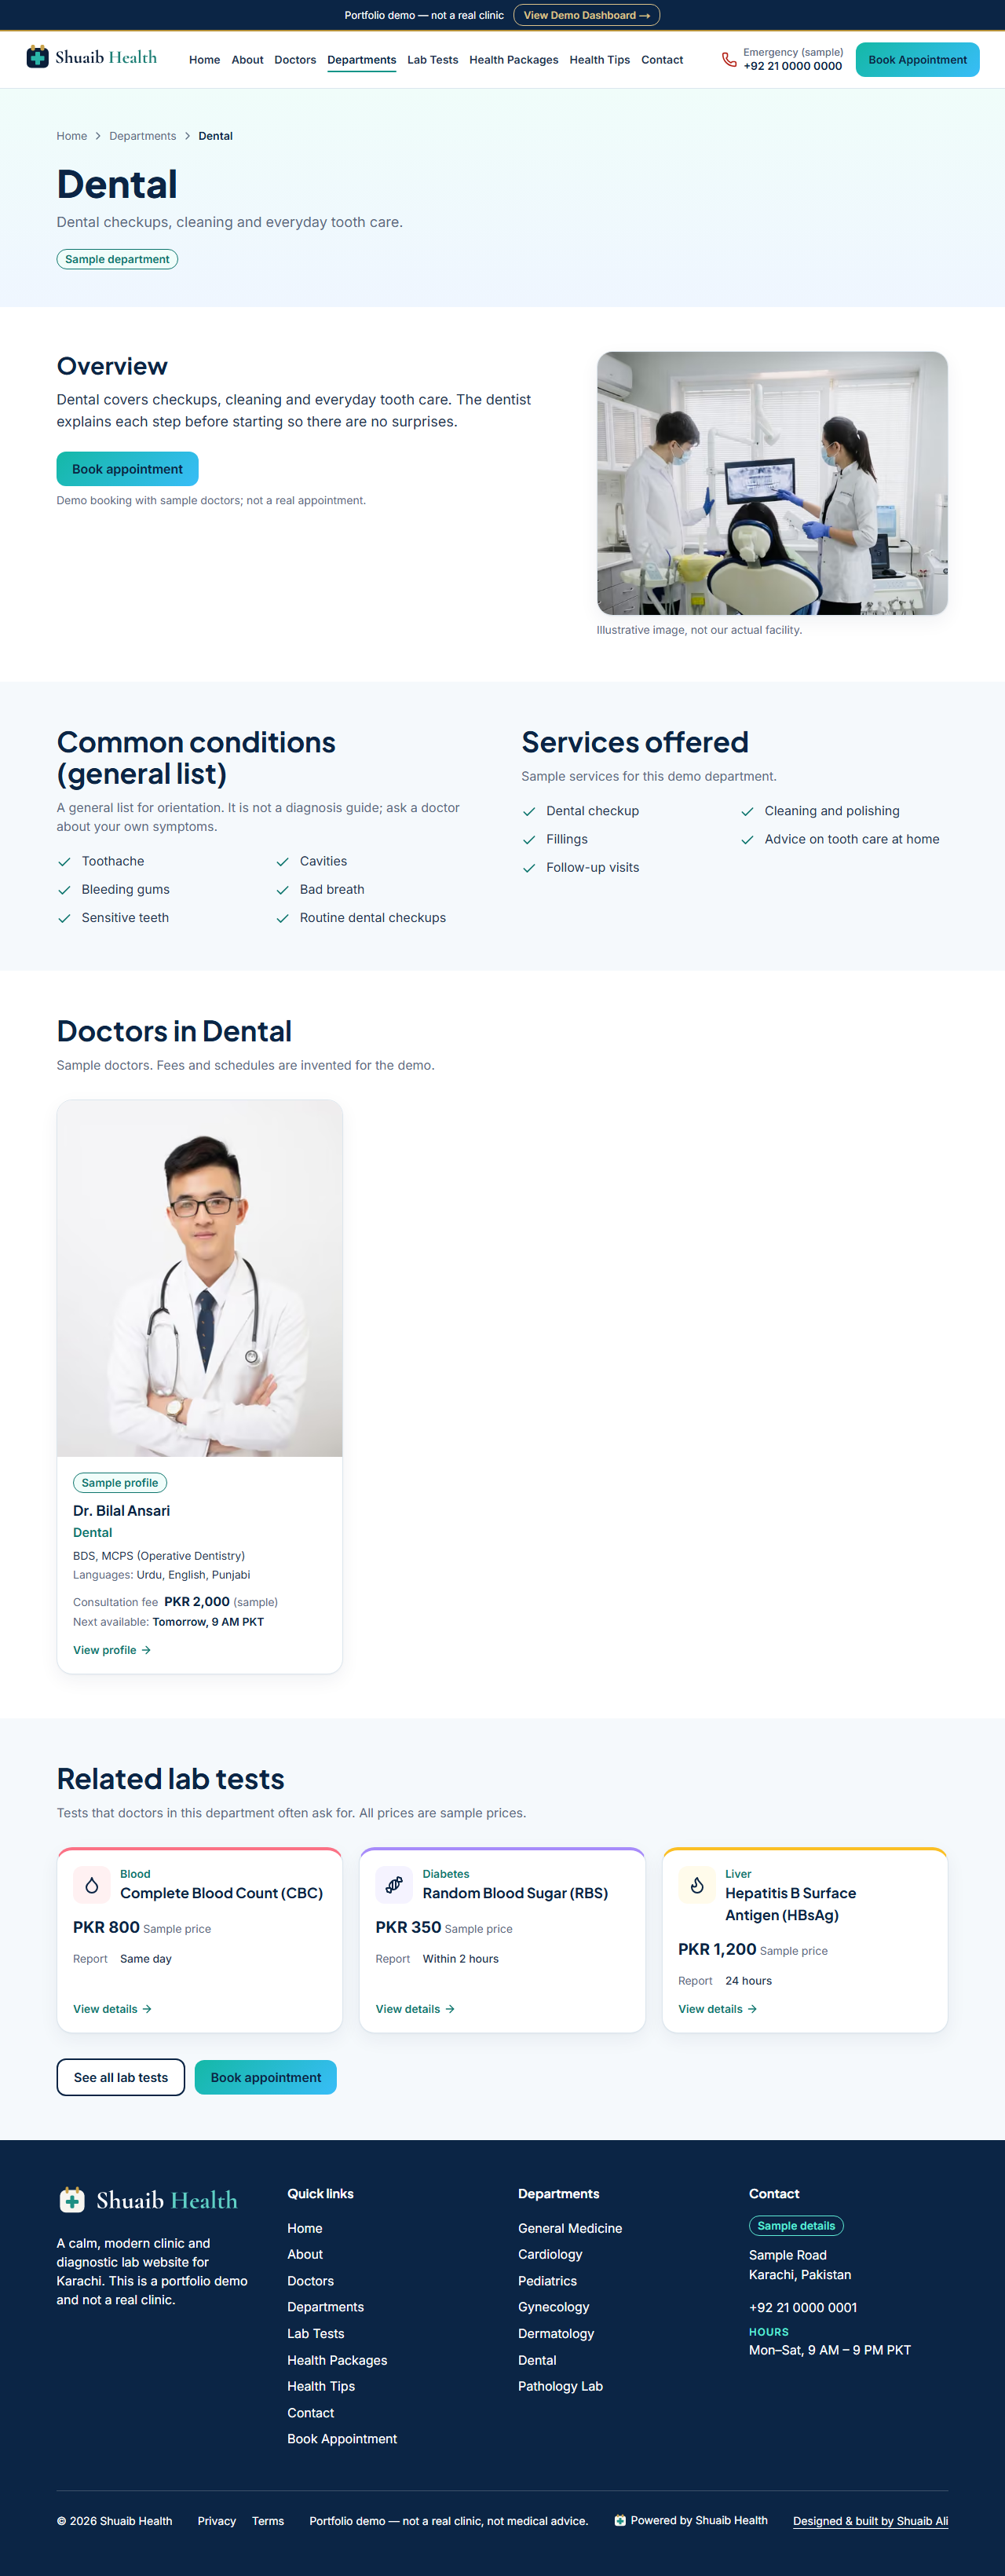 Portfolio demo — not a real clinic View Demo Dashboard →
Shuaib Health
Home About Doctors Departments Lab Tests Health Packages Health Tips Contact
Emergency (sample)
+92 21 0000 0000
Book Appointment
Home > Departments > Dental
Dental
Dental checkups, cleaning and everyday tooth care.
Sample department
Overview
Dental covers checkups, cleaning and everyday tooth care. The dentist
explains each step before starting so there are no surprises.
Book appointment
Demo booking with sample doctors; not a real appointment.
Illustrative image, not our actual facility.
Common conditions
(general list)
A general list for orientation. It is not a diagnosis guide; ask a doctor
about your own symptoms.
Toothache
Cavities
Bleeding gums
Bad breath
Sensitive teeth
Routine dental checkups
Services offered
Sample services for this demo department.
Dental checkup
Cleaning and polishing
Fillings
Advice on tooth care at home
Follow-up visits
Doctors in Dental
Sample doctors. Fees and schedules are invented for the demo.
Sample profile
Dr. Bilal Ansari
Dental
BDS, MCPS (Operative Dentistry)
Languages: Urdu, English, Punjabi
Consultation fee PKR 2,000 (sample)
Next available: Tomorrow, 9 AM PKT
View profile →
Related lab tests
Tests that doctors in this department often ask for. All prices are sample prices.
Blood
Complete Blood Count (CBC)
PKR 800 Sample price
Report Same day
View details →
Diabetes
Random Blood Sugar (RBS)
PKR 350 Sample price
Report Within 2 hours
View details →
Liver
Hepatitis B Surface
Antigen (HBsAg)
PKR 1,200 Sample price
Report 24 hours
View details →
See all lab tests
Book appointment
Shuaib Health
A calm, modern clinic and
diagnostic lab website for
Karachi. This is a portfolio demo
and not a real clinic.
Quick links
Home
About
Doctors
Departments
Lab Tests
Health Packages
Health Tips
Contact
Book Appointment
Departments
General Medicine
Cardiology
Pediatrics
Gynecology
Dermatology
Dental
Pathology Lab
Contact
Sample details
Sample Road
Karachi, Pakistan
+92 21 0000 0001
HOURS
Mon–Sat, 9 AM – 9 PM PKT
© 2026 Shuaib Health Privacy Terms Portfolio demo — not a real clinic, not medical advice. Powered by Shuaib Health Designed & built by Shuaib Ali